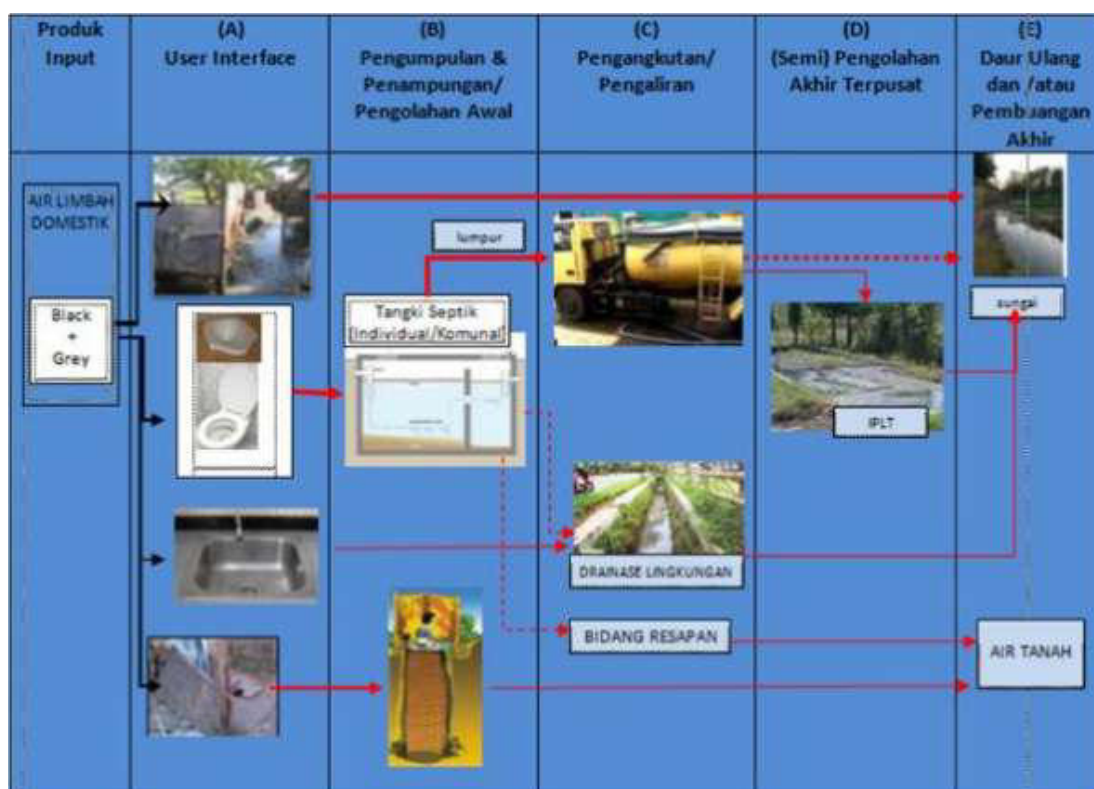 Produk
Input
(A)
User Interface
(B)
Pengumpulan &
Penampungan/
Pengolahan Awal
(C)
Pengangkutan/
Pengaliran
(D)
(Semi) Pengolahan
Akhir Terpusat
(E)
Daur Ulang
dan /atau
Pembuangan
Akhir
AIR LIMBAH
DOMESTIK
Black
+
Grey
lumpur
Tangki Septik
(Individual/Komunal)
sungai
IPLT
DRAINASE LINGKUNGAN
BIDANG RESAPAN
AIR TANAH